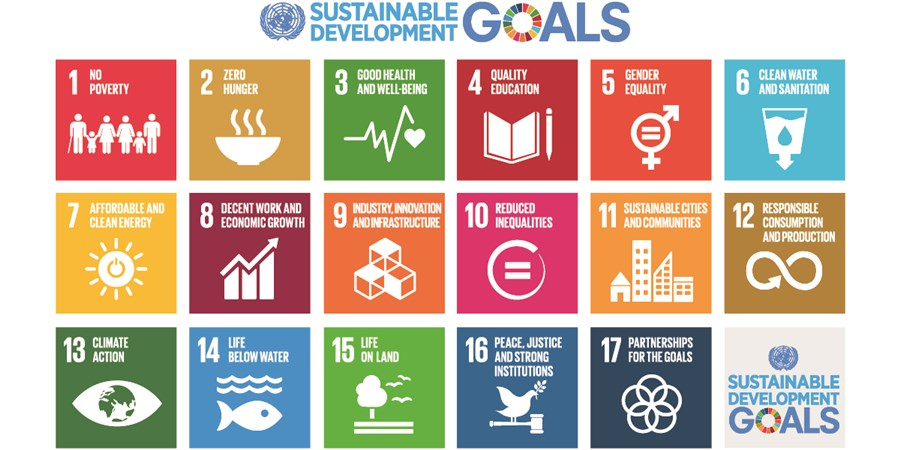 SUSTAINABLE
DEVELOPMENT
GOALS
1 NO
POVERTY
2 ZERO
HUNGER
3 GOOD HEALTH
AND WELL-BEING
4 QUALITY
EDUCATION
5 GENDER
EQUALITY
6 CLEAN WATER
AND SANITATION
7 AFFORDABLE AND
CLEAN ENERGY
8 DECENT WORK AND
ECONOMIC GROWTH
9 INDUSTRY, INNOVATION
AND INFRASTRUCTURE
10 REDUCED
INEQUALITIES
11 SUSTAINABLE CITIES
AND COMMUNITIES
12 RESPONSIBLE
CONSUMPTION
AND PRODUCTION
13 CLIMATE
ACTION
14 LIFE
BELOW WATER
15 LIFE
ON LAND
16 PEACE, JUSTICE
AND STRONG
INSTITUTIONS
17 PARTNERSHIPS
FOR THE GOALS
SUSTAINABLE
DEVELOPMENT
GOALS